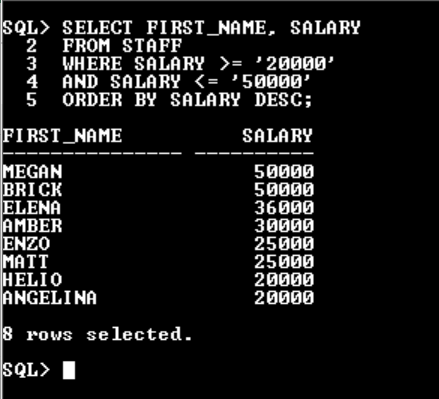 SQL> SELECT FIRST_NAME, SALARY
  2  FROM STAFF
  3  WHERE SALARY >= '20000'
  4  AND SALARY <= '50000'
  5  ORDER BY SALARY DESC;
FIRST_NAME          SALARY
--------------- ----------
MEGAN                50000
BRICK                50000
ELENA                36000
AMBER                30000
ENZO                 25000
MATT                 25000
HELIO                20000
ANGELINA             20000
8 rows selected.
SQL>